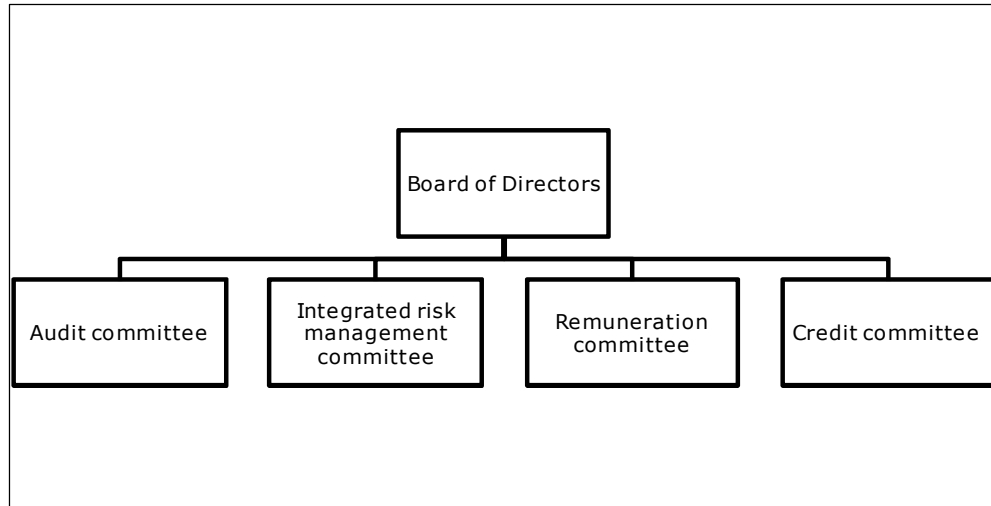 Board of Directors
Audit committee
Integrated risk
management
committee
Remuneration
committee
Credit committee